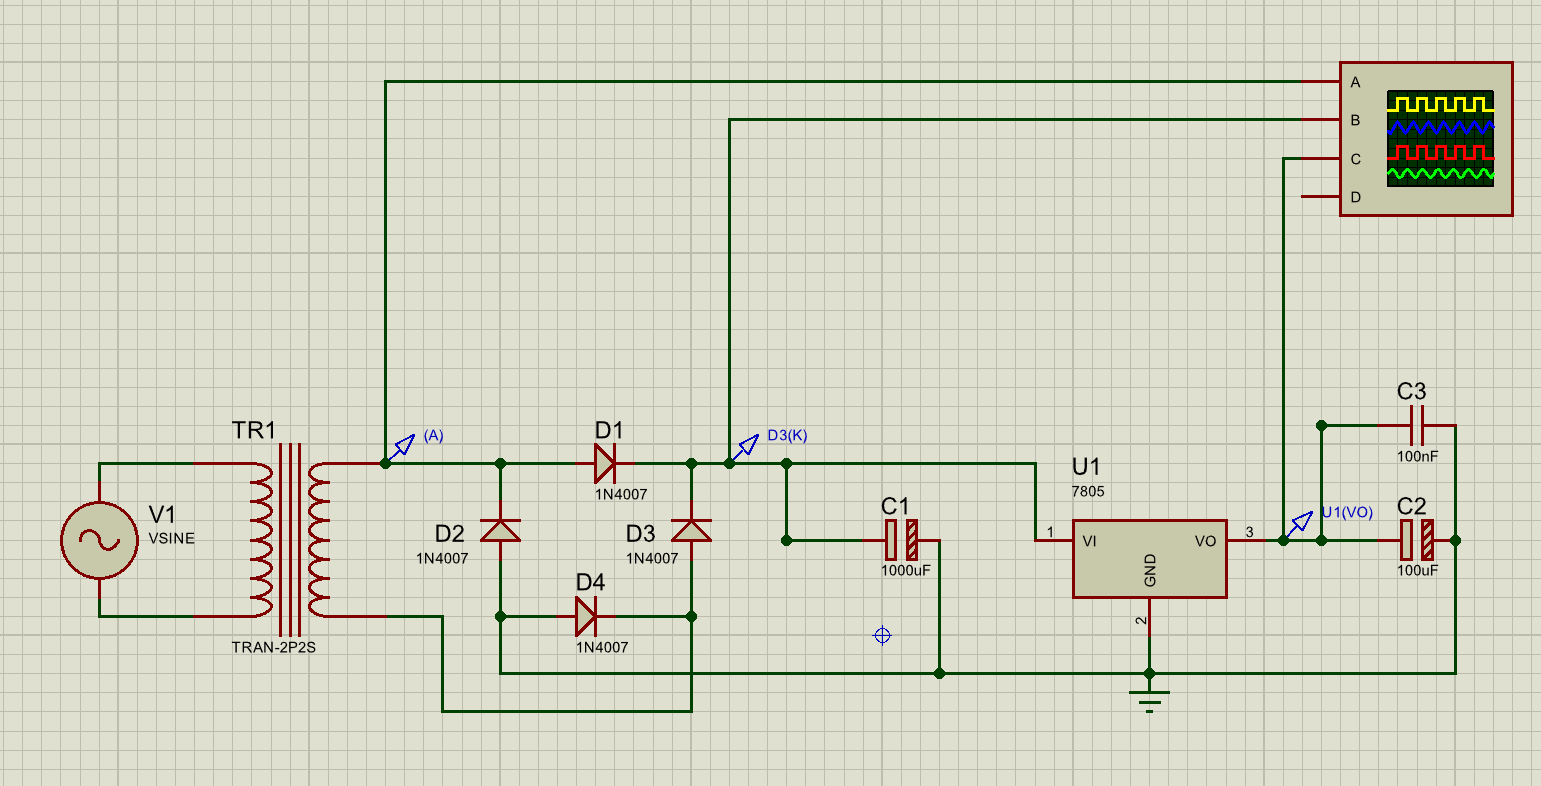 A
B
C
D
C3
100nF
TR1
(A)
D1
1N4007
D3(K)
U1
7805
V1
VSINE
D2
1N4007
D3
1N4007
C1
1000uF
1
VI
VO
GND
3
2
U1(VO)
C2
100uF
D4
1N4007
TRAN-2P2S